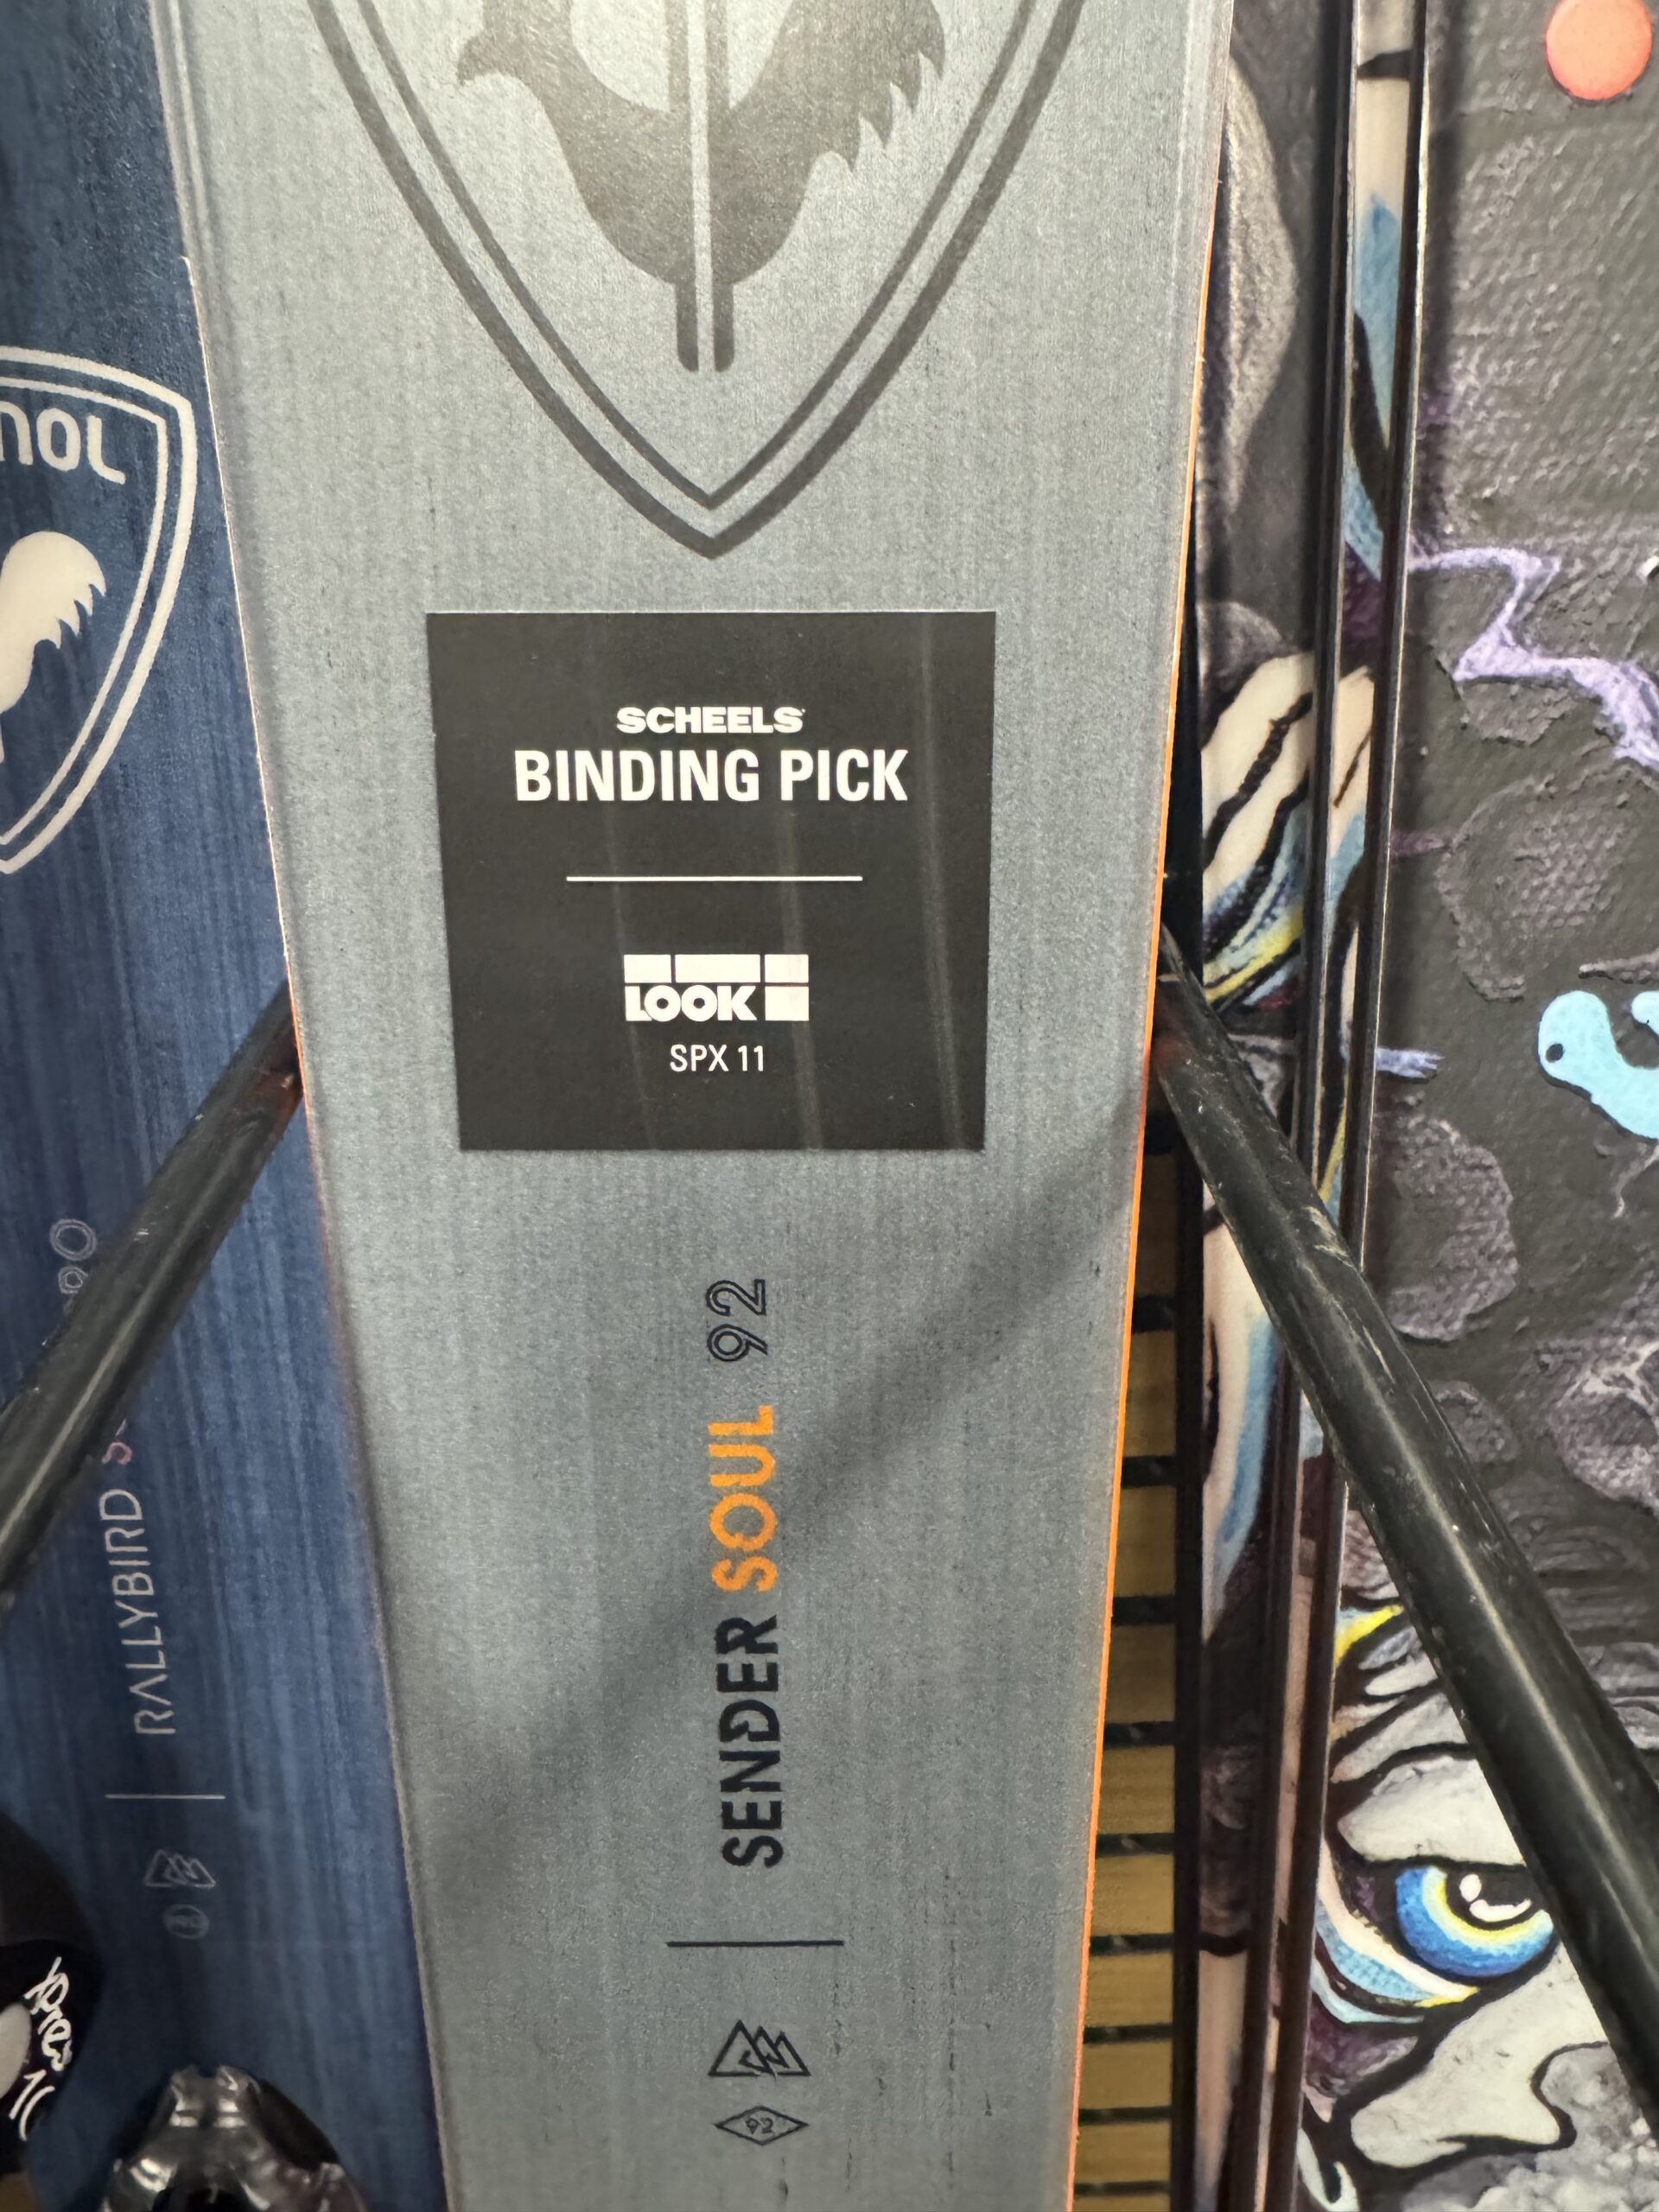 SCHEELS
BINDING PICK
LOOK
SPX 11
SENDER SOUL 92
92
RALLYBIRD